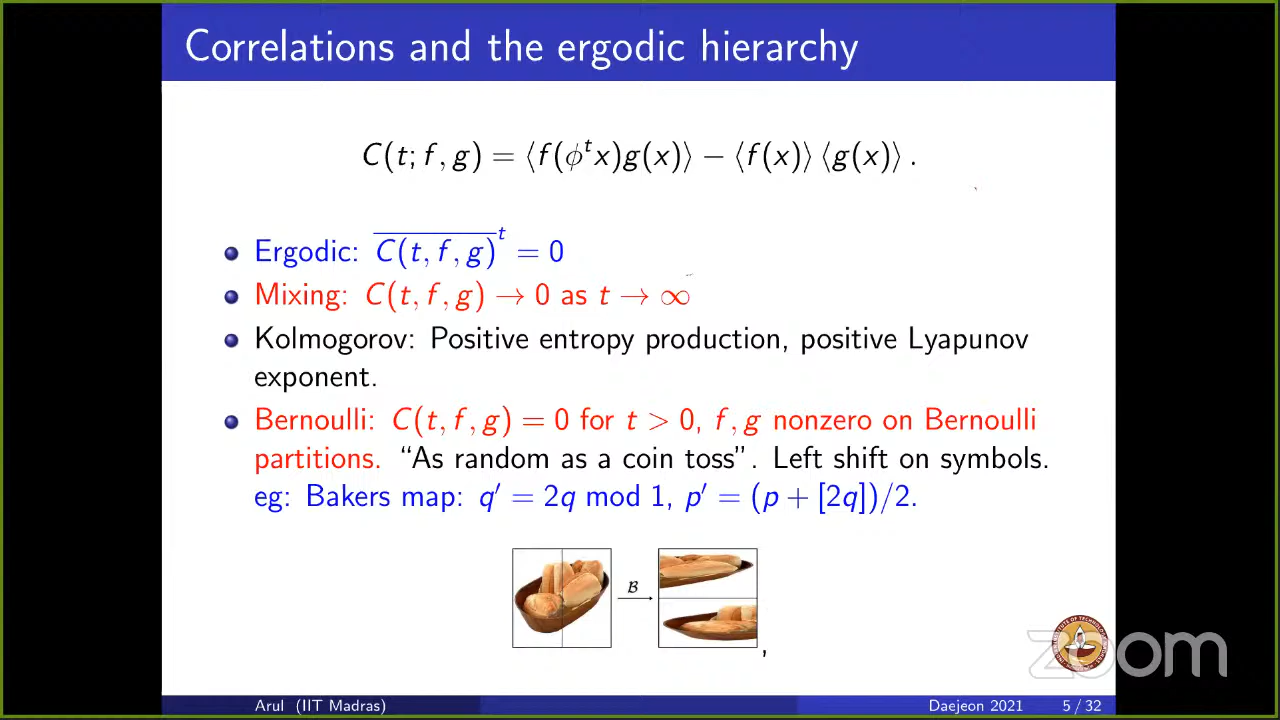 Correlations and the ergodic hierarchy
C(t; f, g) = ⟨f(ϕᵗx)g(x)⟩ − ⟨f(x)⟩ ⟨g(x)⟩ .
Ergodic: \overline{C(t, f, g)}ᵗ = 0
Mixing: C(t, f, g) → 0 as t → ∞
Kolmogorov: Positive entropy production, positive Lyapunov
exponent.
Bernoulli: C(t, f, g) = 0 for t > 0, f, g nonzero on Bernoulli
partitions. “As random as a coin toss”. Left shift on symbols.
eg: Bakers map: q′ = 2q mod 1, p′ = (p + [2q])/2.
B
,
zoom
Arul (IIT Madras) Daejeon 2021 5 / 32